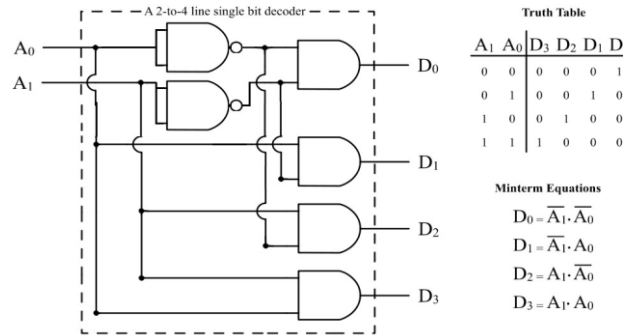 A 2-to-4 line single bit decoder
A₀
A₁
D₀
D₁
D₂
D₃
Truth Table
A₁ A₀ D₃ D₂ D₁ D
0 0 0 0 0 1
0 1 0 0 1 0
1 0 0 1 0 0
1 1 1 0 0 0
Minterm Equations
D₀ = A̅₁ · A̅₀
D₁ = A̅₁ · A₀
D₂ = A₁ · A̅₀
D₃ = A₁ · A₀